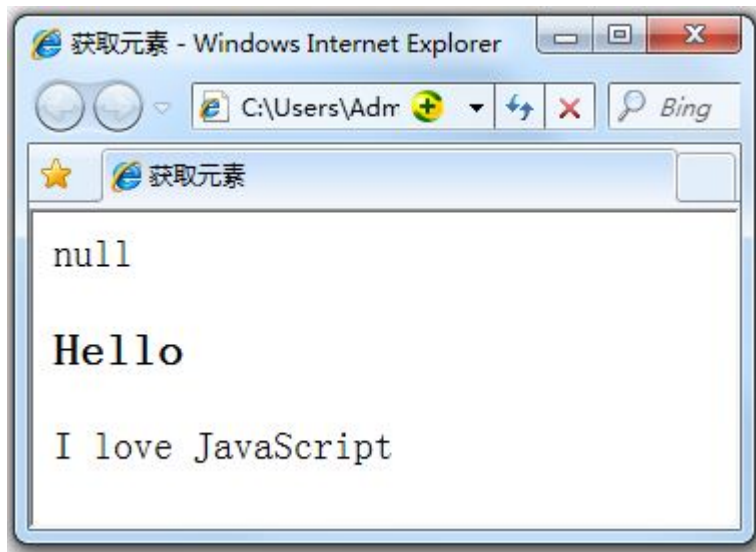 获取元素 - Windows Internet Explorer
C:\Users\Adm
Bing
获取元素
null
Hello
I love JavaScript